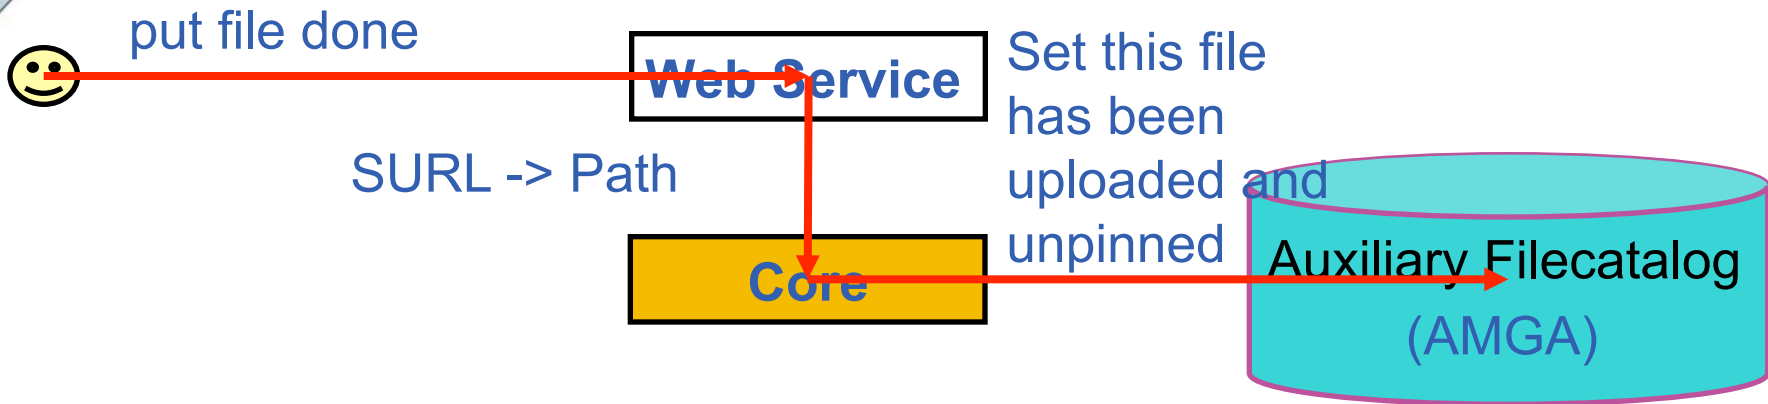 put file done
Web Service
Set this file
has been
uploaded and
unpinned
SURL -> Path
Core
Auxiliary Filecatalog
(AMGA)